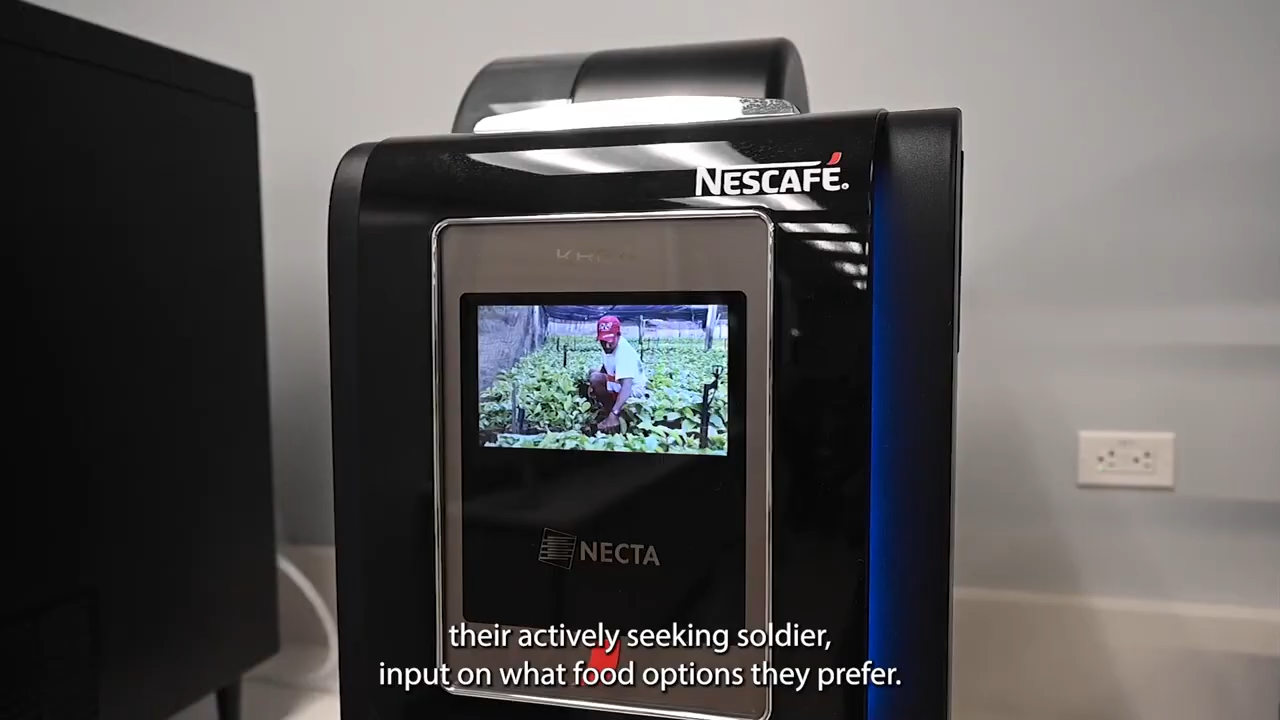 NESCAFÉ.
NECTA
their actively seeking soldier,
input on what food options they prefer.